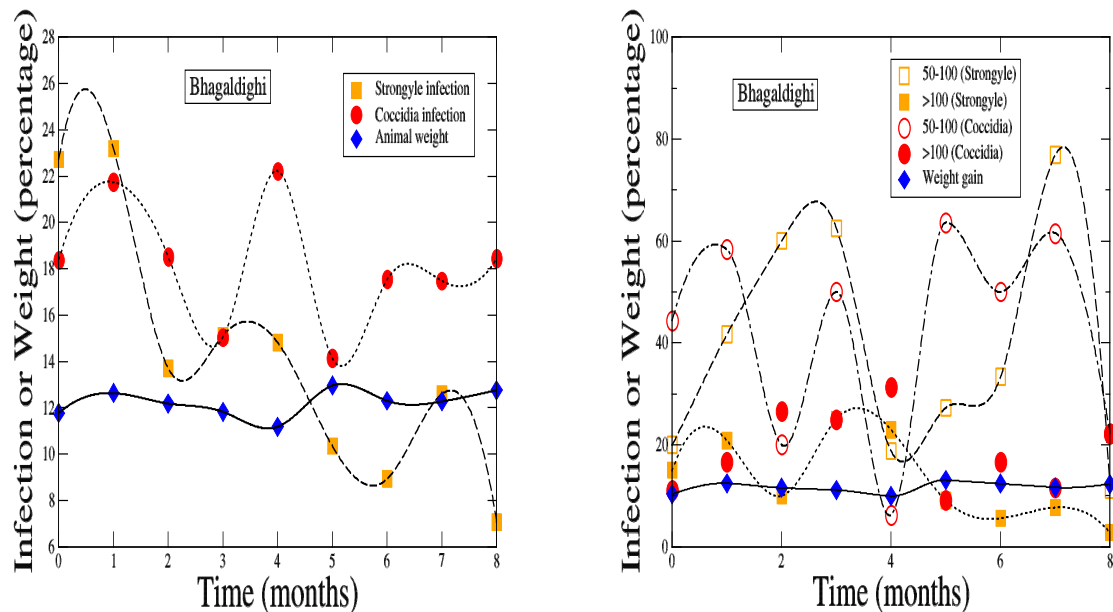 Infection or Weight (percentage)
28
26
24
22
20
18
16
14
12
10
8
6
Bhagaldighi
Strongyle infection
Coccidia infection
Animal weight
0 1 2 3 4 5 6 7 8
Time (months)
Infection or Weight (percentage)
100
80
60
40
20
0
Bhagaldighi
50-100 (Strongyle)
>100 (Strongyle)
50-100 (Coccidia)
>100 (Coccidia)
Weight gain
0 2 4 6 8
Time (months)